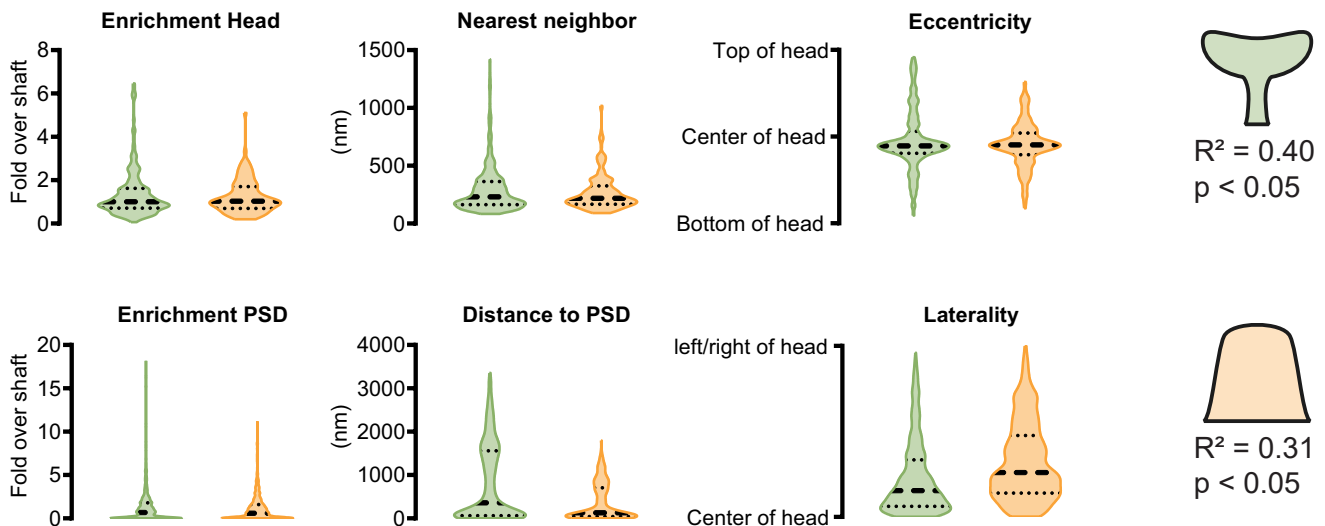 Enrichment Head
Fold over shaft
8
6
4
2
0
Nearest neighbor
(nm)
1500
1000
500
0
Eccentricity
Top of head
Center of head
Bottom of head
R² = 0.40
p < 0.05
Enrichment PSD
Fold over shaft
20
15
10
5
0
Distance to PSD
(nm)
4000
3000
2000
1000
0
Laterality
left/right of head
Center of head
R² = 0.31
p < 0.05